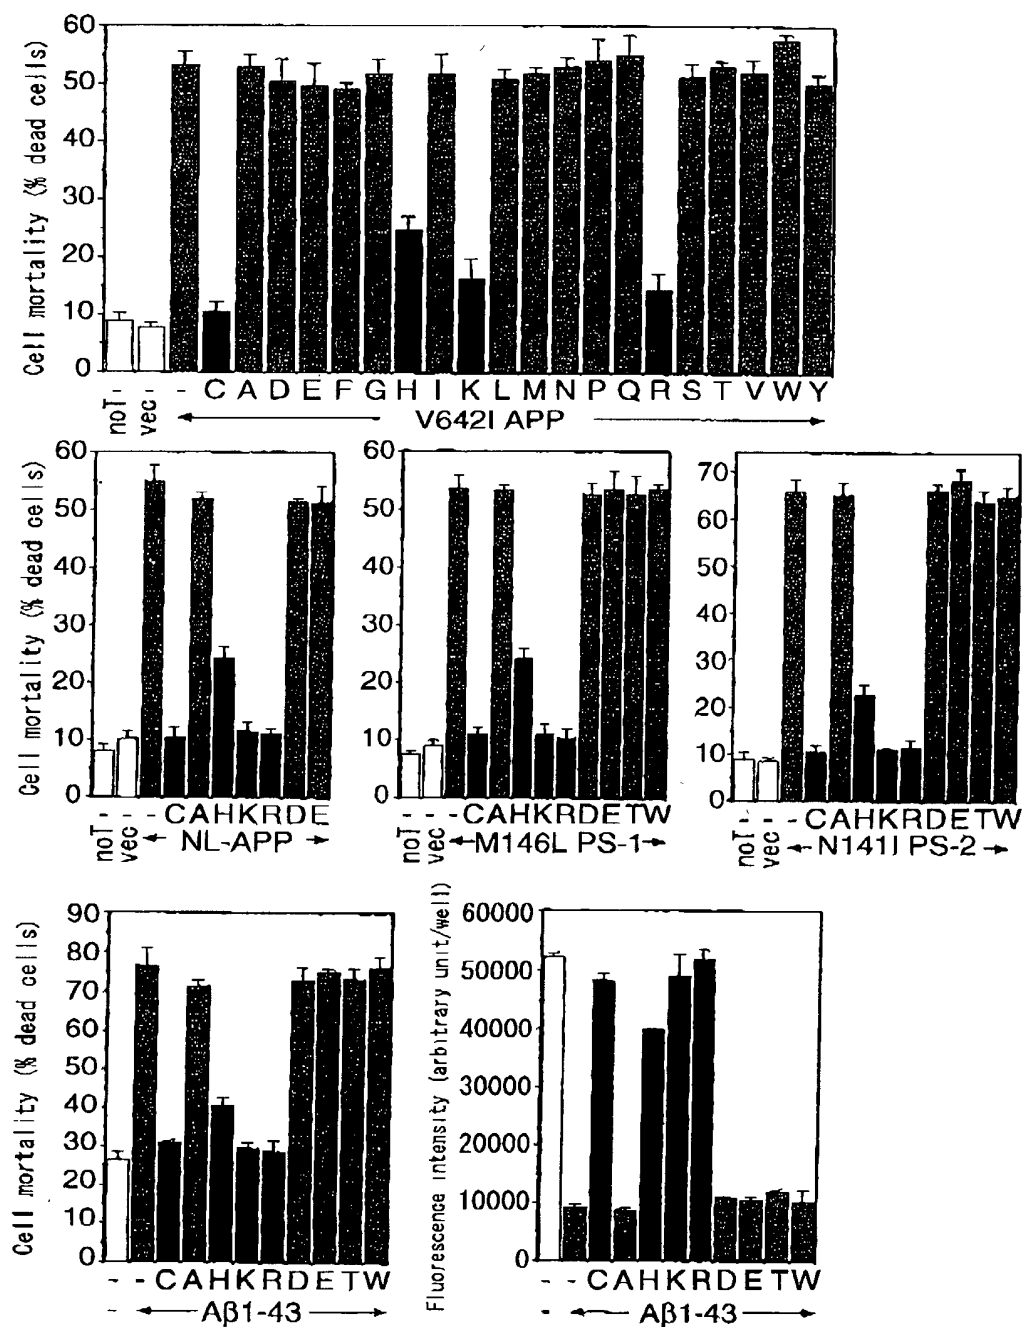 Cell mortality (% dead cells)
60
50
40
30
20
10
0
- - - C A D E F G H I K L M N P Q R S T V W Y
noT vec V642I APP
Cell mortality (% dead cells)
60
50
40
30
20
10
0
- - - C A H K R D E
noT vec NL-APP
60
50
40
30
20
10
0
- - - C A H K R D E T W
noT vec M146L PS-1
70
60
50
40
30
20
10
0
- - - C A H K R D E T W
noT vec N141I PS-2
Cell mortality (% dead cells)
90
80
70
60
50
40
30
20
10
0
- - C A H K R D E T W
- Aβ1-43
Fluorescence intensity (arbitrary unit/well)
60000
50000
40000
30000
20000
10000
0
- - C A H K R D E T W
- Aβ1-43